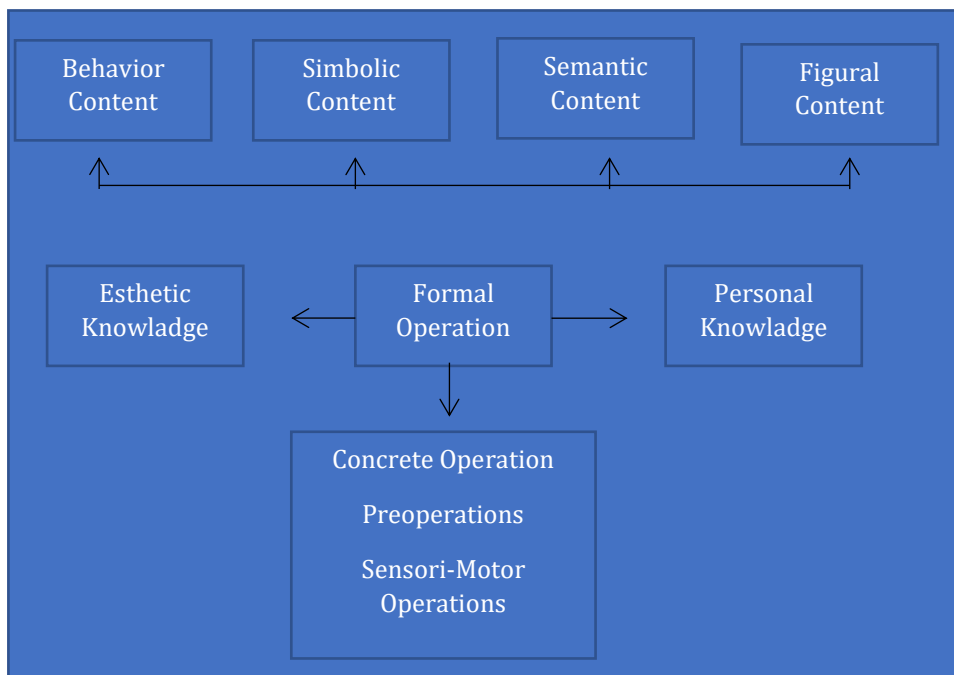 Behavior
Content
Simbolic
Content
Semantic
Content
Figural
Content
Esthetic
Knowladge
Formal
Operation
Personal
Knowladge
Concrete Operation
Preoperations
Sensori-Motor
Operations